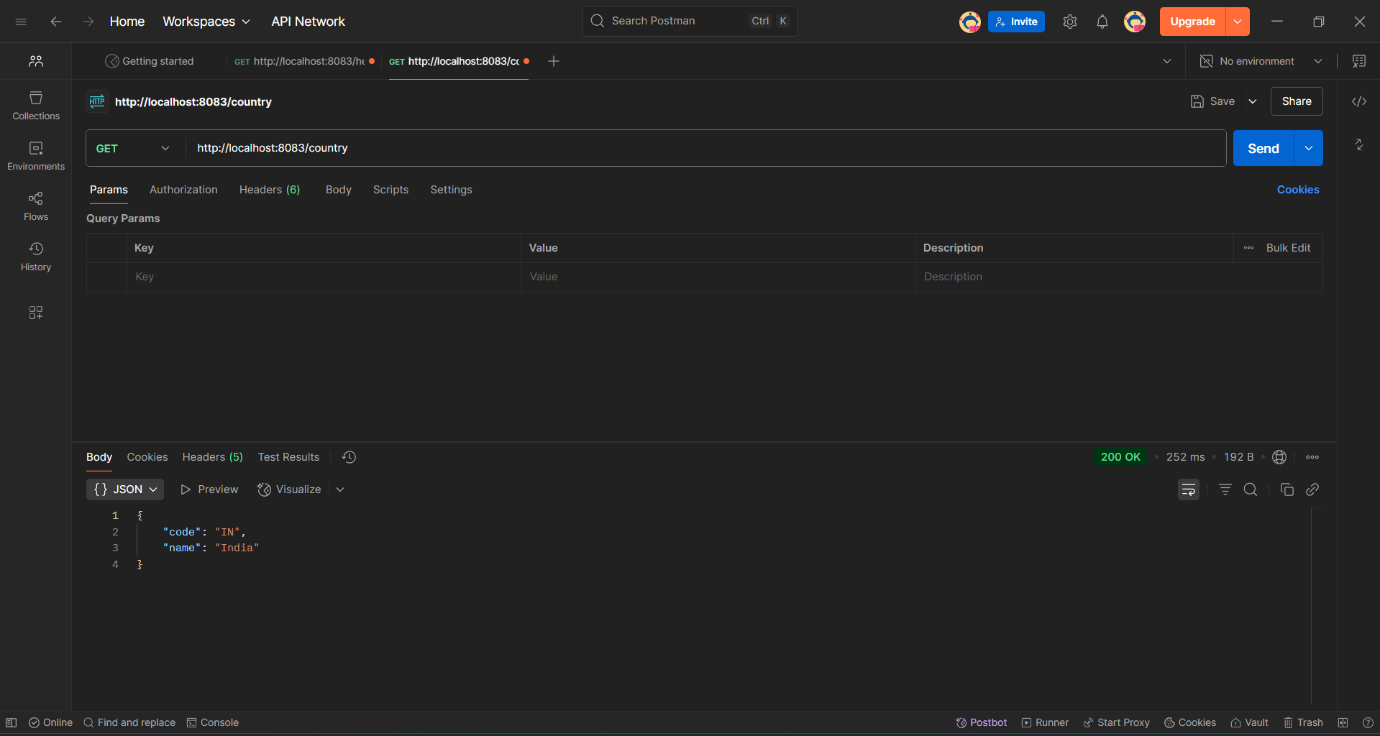 Home Workspaces API Network Search Postman Ctrl K Invite Upgrade
Getting started GET http://localhost:8083/he GET http://localhost:8083/co No environment
HTTP http://localhost:8083/country Save Share
GET http://localhost:8083/country Send
Params Authorization Headers (6) Body Scripts Settings Cookies
Query Params
Key Value Description Bulk Edit
Key Value Description
Collections
Environments
Flows
History
Body Cookies Headers (5) Test Results 200 OK 252 ms 192 B
{} JSON Preview Visualize
1 {
2 "code": "IN",
3 "name": "India"
4 }
Online Find and replace Console Postbot Runner Start Proxy Cookies Vault Trash